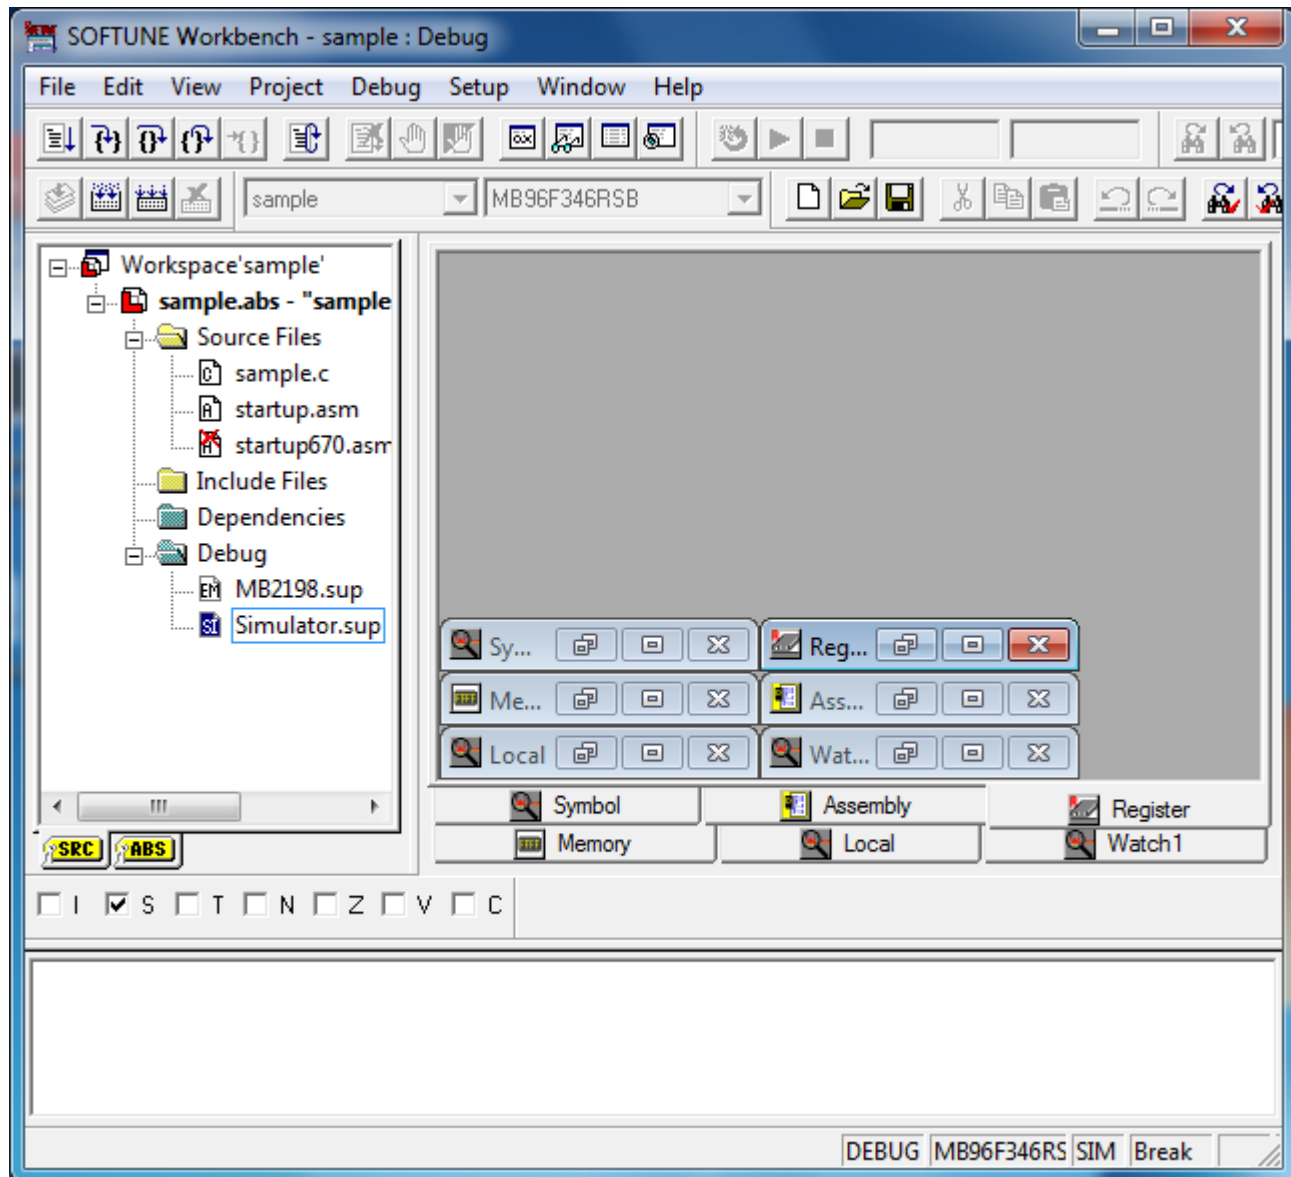 SOFTUNE Workbench - sample : Debug
File Edit View Project Debug Setup Window Help
sample MB96F346RSB
Workspace'sample'
sample.abs - "sample
Source Files
sample.c
startup.asm
startup670.asm
Include Files
Dependencies
Debug
MB2198.sup
Simulator.sup
Sy... Reg...
Me... Ass...
Local Wat...
Symbol Assembly Register
Memory Local Watch1
SRC ABS
I S T N Z V C
DEBUG MB96F346RS SIM Break